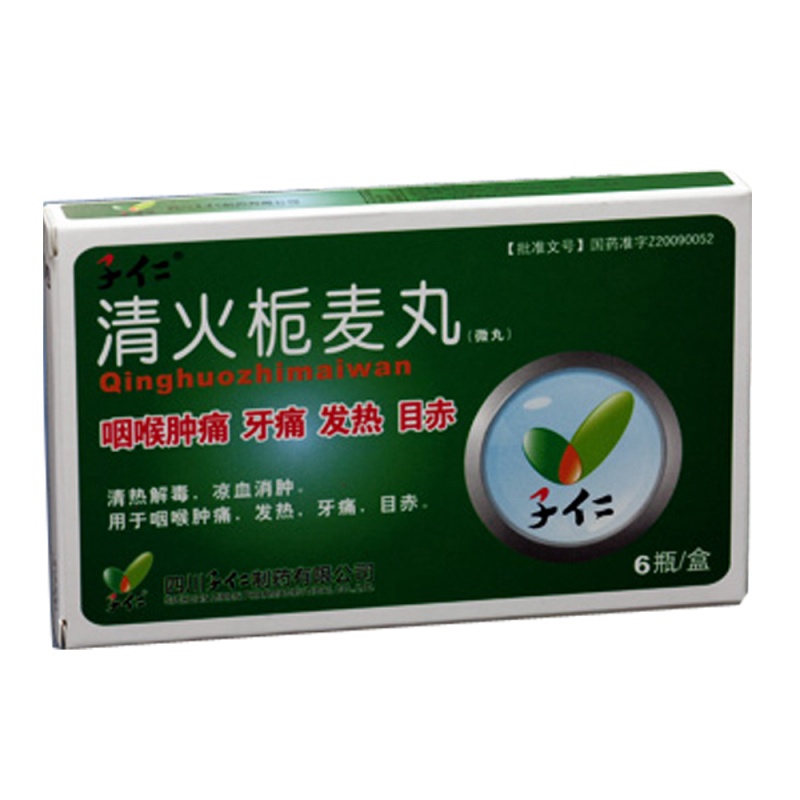 【批准文号】国药准字Z20090052
子仁®
清火栀麦丸(微丸)
Qinghuozhimaiwan
咽喉肿痛 牙痛 发热 目赤
清热解毒、凉血消肿。
用于咽喉肿痛、发热、牙痛、目赤。
子仁
6瓶/盒
子仁
四川子仁制药有限公司